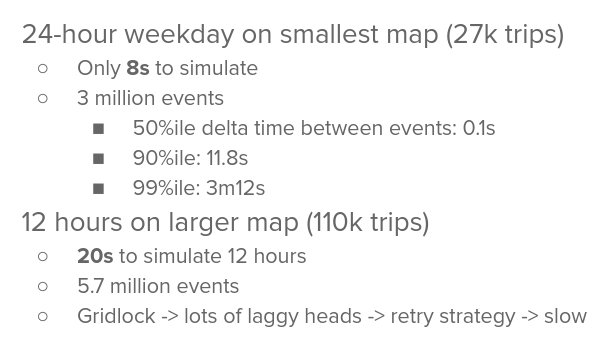 24-hour weekday on smallest map (27k trips)
○ Only 8s to simulate
○ 3 million events
■ 50%ile delta time between events: 0.1s
■ 90%ile: 11.8s
■ 99%ile: 3m12s
12 hours on larger map (110k trips)
○ 20s to simulate 12 hours
○ 5.7 million events
○ Gridlock -> lots of laggy heads -> retry strategy -> slow